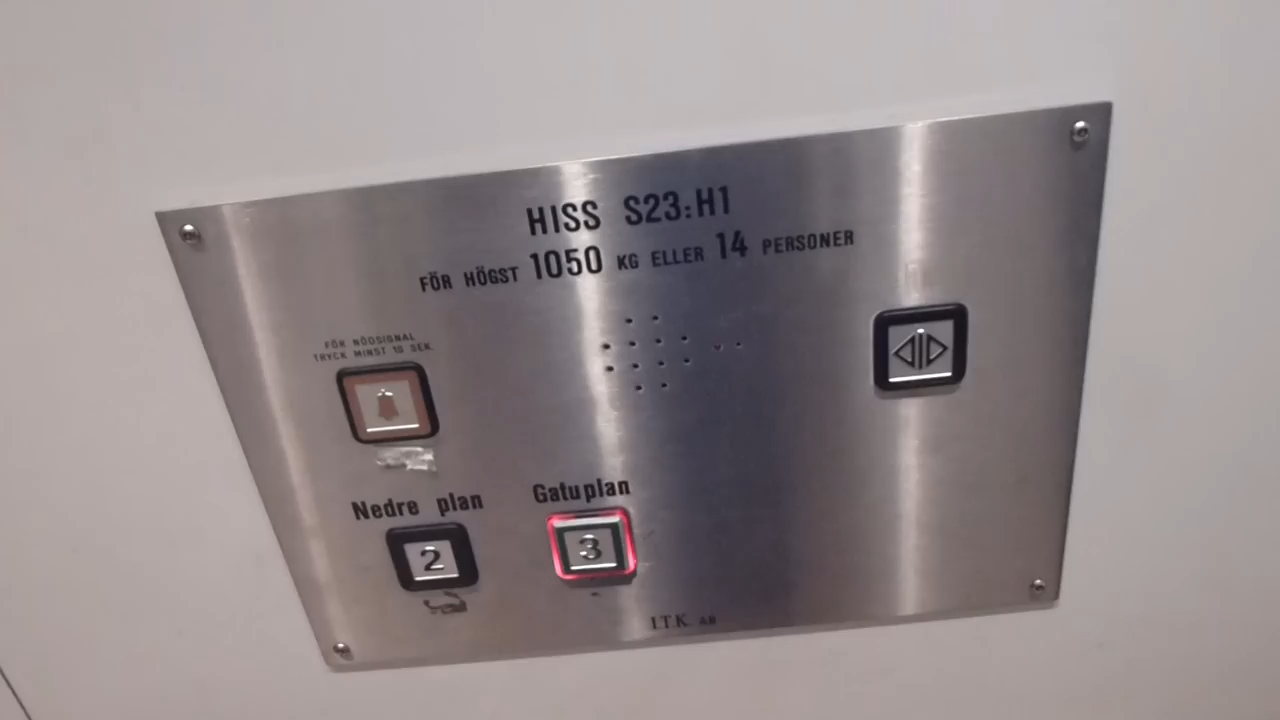 HISS S23:H1
FÖR HÖGST 1050 KG ELLER 14 PERSONER
FÖR NÖDSIGNAL
TRYCK MINST 10 SEK.
Nedre plan
Gatuplan
2
3
I.T.K. AB